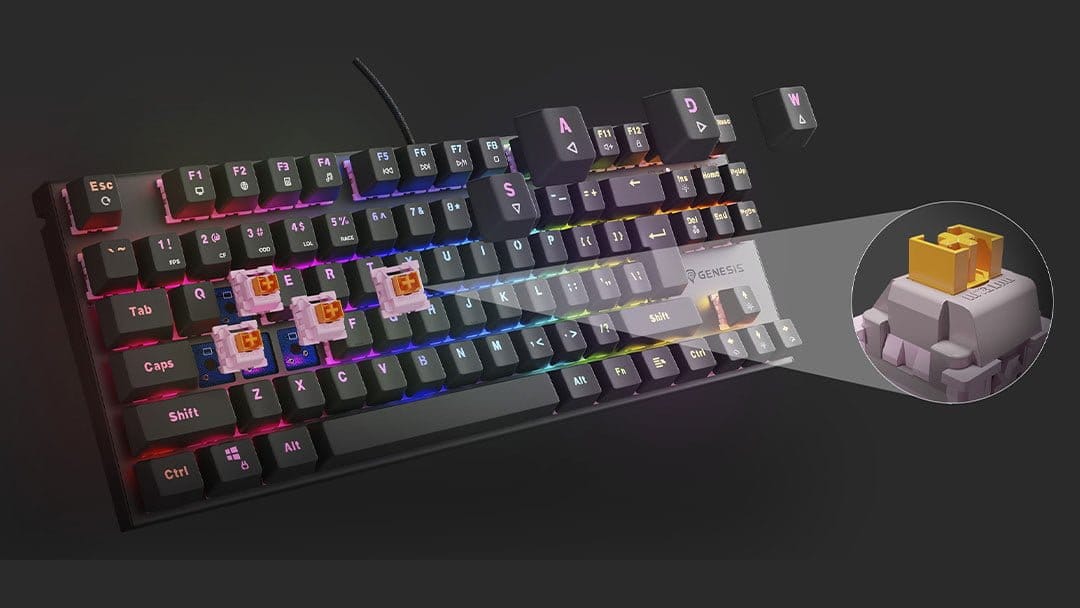 W
D
A
S
Esc
F1
F2
F3
F4
F5
F6
F7
F8
F11
F12
` ~
1 !
FPS
2 @
CF
3 #
COD
4 $
LOL
5 %
RACE
6 ^
7 &
8 *
- _
= +
Ins
Home
PgUp
Tab
Q
E
R
T
U
I
O
P
[ {
] }
Del
End
PgDn
Caps
F
G
H
J
K
L
; :
' "
\ |
GENESIS
Shift
Z
X
C
V
B
N
M
, <
. >
/ ?
Shift
Ctrl
Alt
Alt
Fn
Ctrl